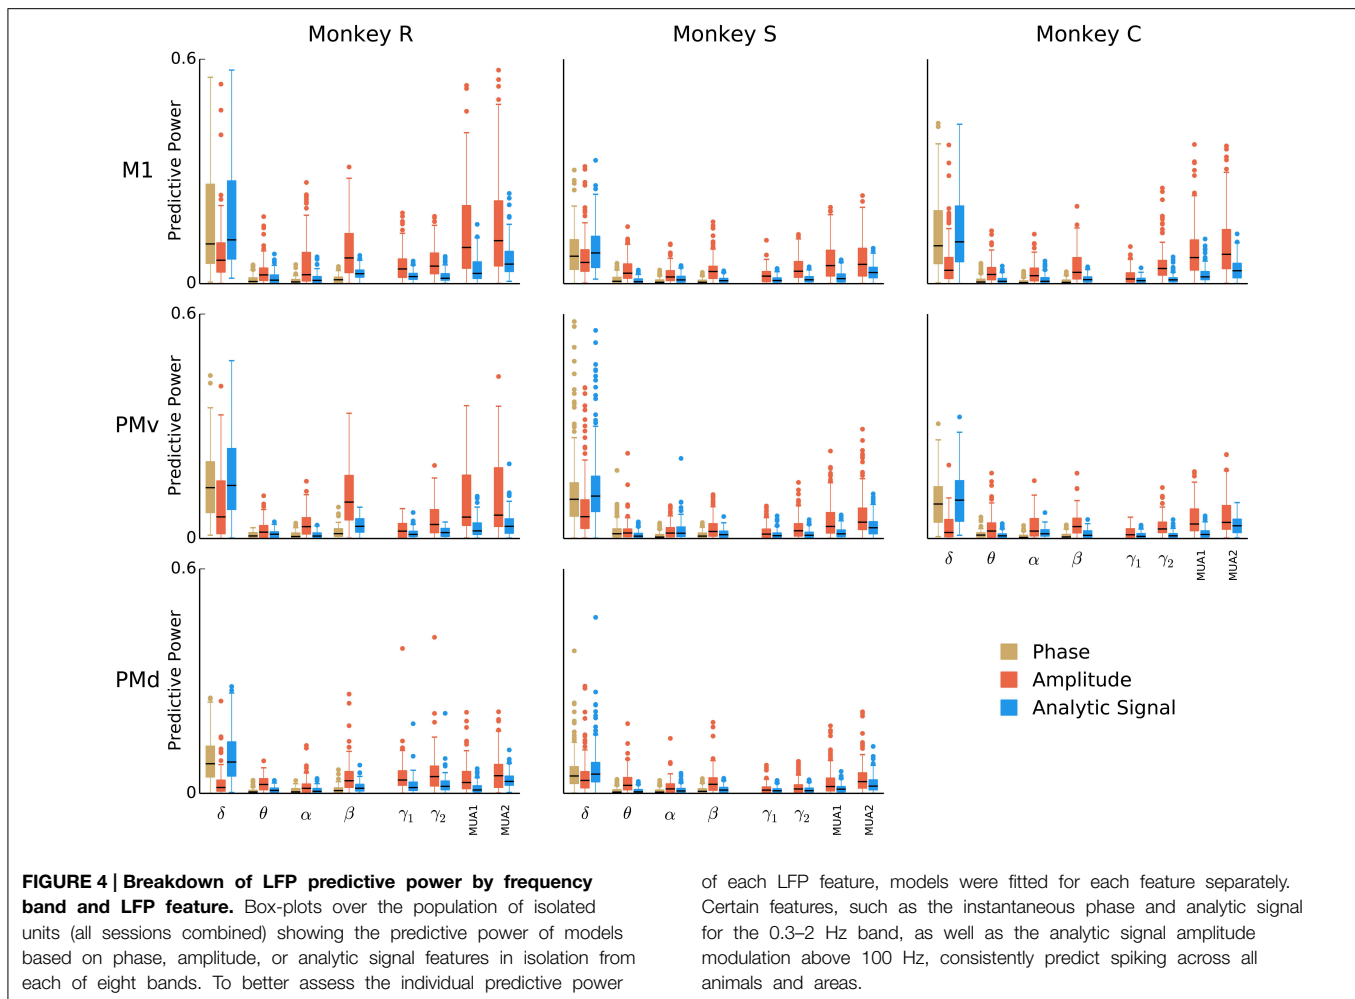 Monkey R
Monkey S
Monkey C
M1
Predictive Power
0.6
0
PMv
Predictive Power
0.6
0
δ θ α β γ1 γ2 MUA1 MUA2
PMd
Predictive Power
0.6
0
δ θ α β γ1 γ2 MUA1 MUA2
δ θ α β γ1 γ2 MUA1 MUA2
Phase
Amplitude
Analytic Signal
FIGURE 4 | Breakdown of LFP predictive power by frequency
band and LFP feature. Box-plots over the population of isolated
units (all sessions combined) showing the predictive power of models
based on phase, amplitude, or analytic signal features in isolation from
each of eight bands. To better assess the individual predictive power
of each LFP feature, models were fitted for each feature separately.
Certain features, such as the instantaneous phase and analytic signal
for the 0.3–2 Hz band, as well as the analytic signal amplitude
modulation above 100 Hz, consistently predict spiking across all
animals and areas.